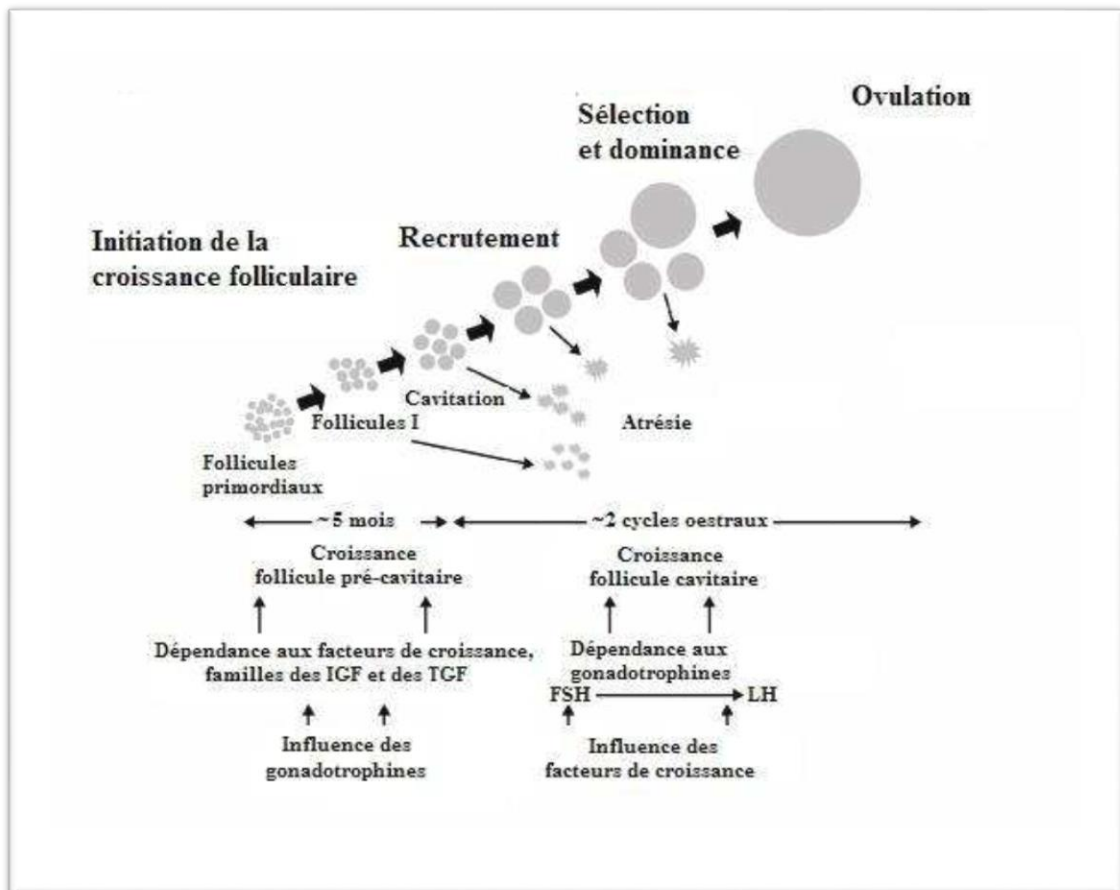 Ovulation
Sélection
et dominance
Recrutement
Initiation de la
croissance folliculaire
Cavitation
Follicules I
Atrésie
Follicules
primordiaux
~5 mois
~2 cycles oestraux
Croissance
follicule pré-cavitaire
Croissance
follicule cavitaire
Dépendance aux facteurs de croissance,
familles des IGF et des TGF
Dépendance aux
gonadotrophines
FSH
LH
Influence des
gonadotrophines
Influence des
facteurs de croissance